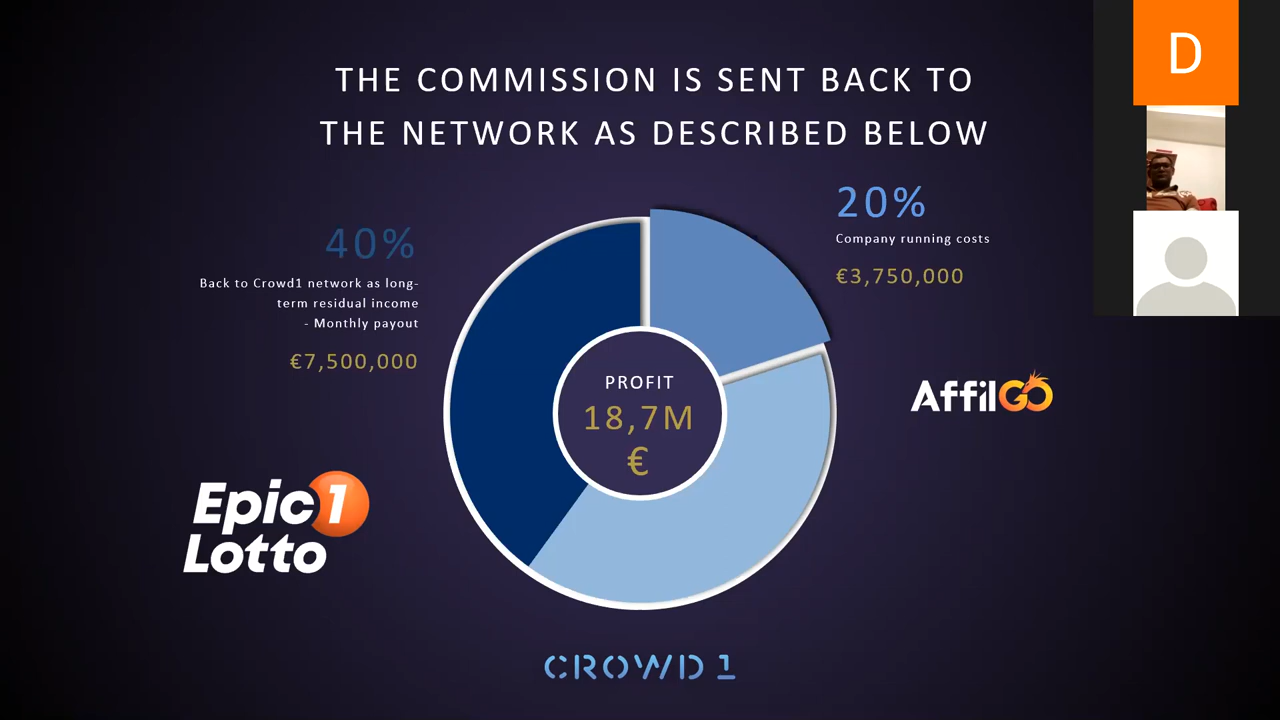 THE COMMISSION IS SENT BACK TO
THE NETWORK AS DESCRIBED BELOW
40%
Back to Crowd1 network as long-
term residual income
- Monthly payout
€7,500,000
20%
Company running costs
€3,750,000
PROFIT
18,7M
€
AffilGO
Epic1
Lotto
CROWD1
D